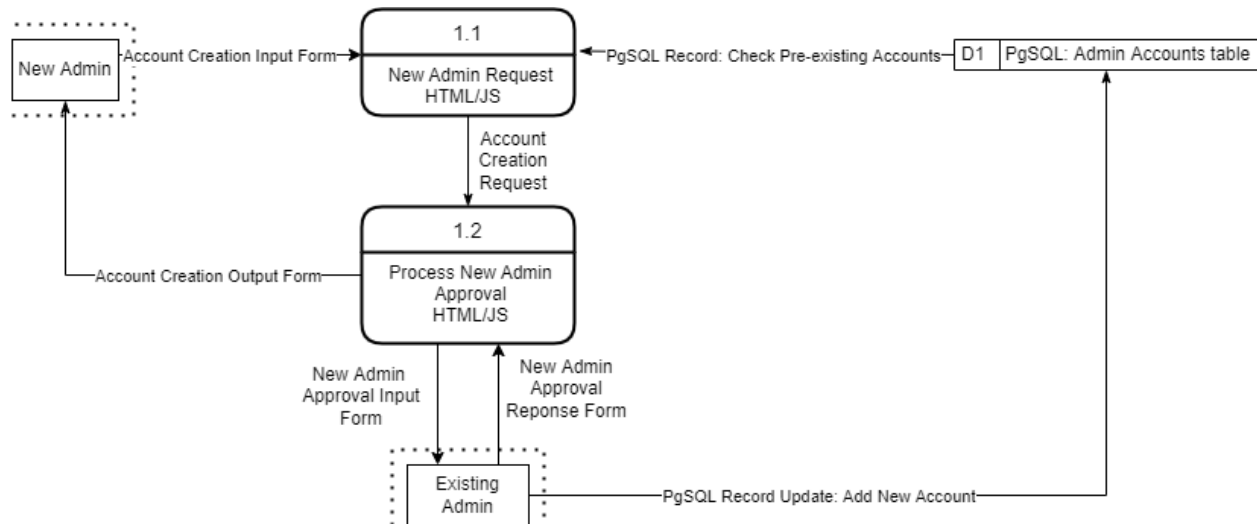 1.1
New Admin
Account Creation Input Form
New Admin Request
HTML/JS
PgSQL Record: Check Pre-existing Accounts
D1
PgSQL: Admin Accounts table
Account
Creation
Request
1.2
Process New Admin
Approval
HTML/JS
Account Creation Output Form
New Admin
Approval Input
Form
New Admin
Approval
Reponse Form
Existing
Admin
PgSQL Record Update: Add New Account